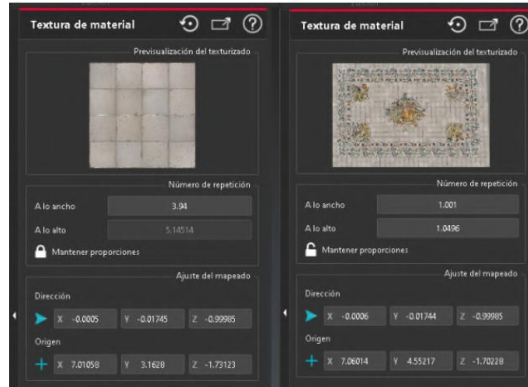 Textura de material
Previsualización del texturizado
Número de repetición
A lo ancho 3.94
A lo alto 5.14514
Mantener proporciones
Ajuste del mapeado
Dirección
X -0.0005 Y -0.01745 Z -0.99985
Origen
X 7.01058 Y 3.1628 Z -1.73123
Textura de material
Previsualización del texturizado
Número de repetición
A lo ancho 1.001
A lo alto 1.0496
Mantener proporciones
Ajuste del mapeado
Dirección
X -0.0006 Y -0.01744 Z -0.99985
Origen
X 7.06014 Y 4.55217 Z -1.70228